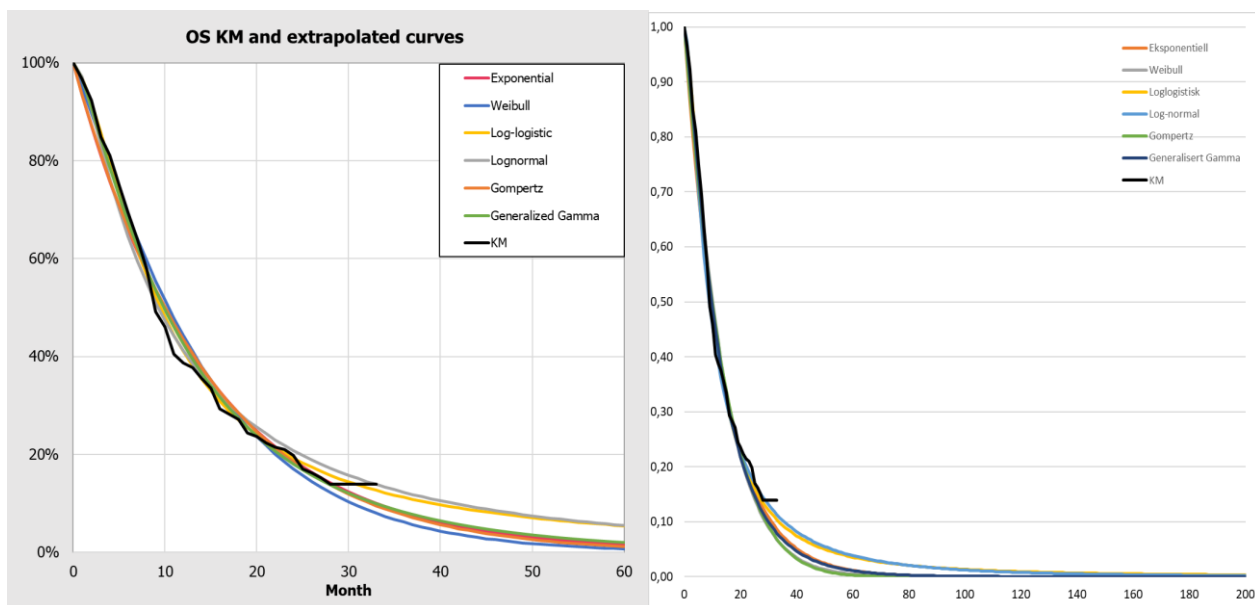 OS KM and extrapolated curves
100%
80%
60%
40%
20%
0%
0 10 20 30 40 50 60
Month
Exponential
Weibull
Log-logistic
Lognormal
Gompertz
Generalized Gamma
KM
1,00
0,90
0,80
0,70
0,60
0,50
0,40
0,30
0,20
0,10
0,00
0 20 40 60 80 100 120 140 160 180 200
Eksponentiell
Weibull
Loglogistisk
Log-normal
Gompertz
Generalisert Gamma
KM